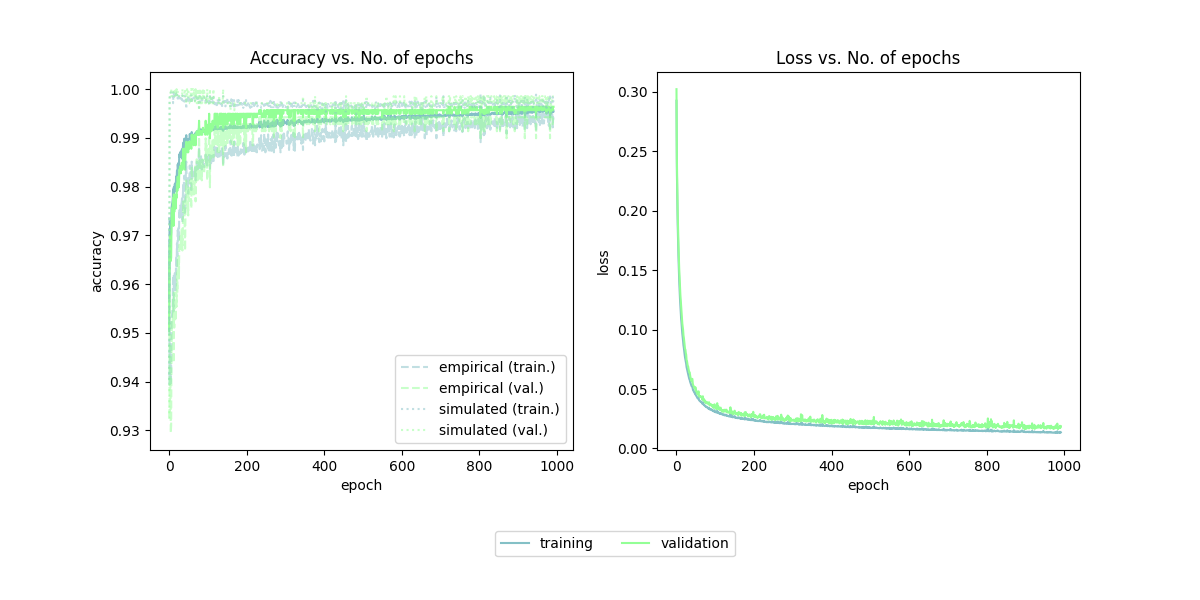 Accuracy vs. No. of epochs
1.00
0.99
0.98
0.97
0.96
0.95
0.94
0.93
accuracy
0
200
400
600
800
1000
epoch
empirical (train.)
empirical (val.)
simulated (train.)
simulated (val.)
Loss vs. No. of epochs
0.30
0.25
0.20
0.15
0.10
0.05
0.00
loss
0
200
400
600
800
1000
epoch
training
validation